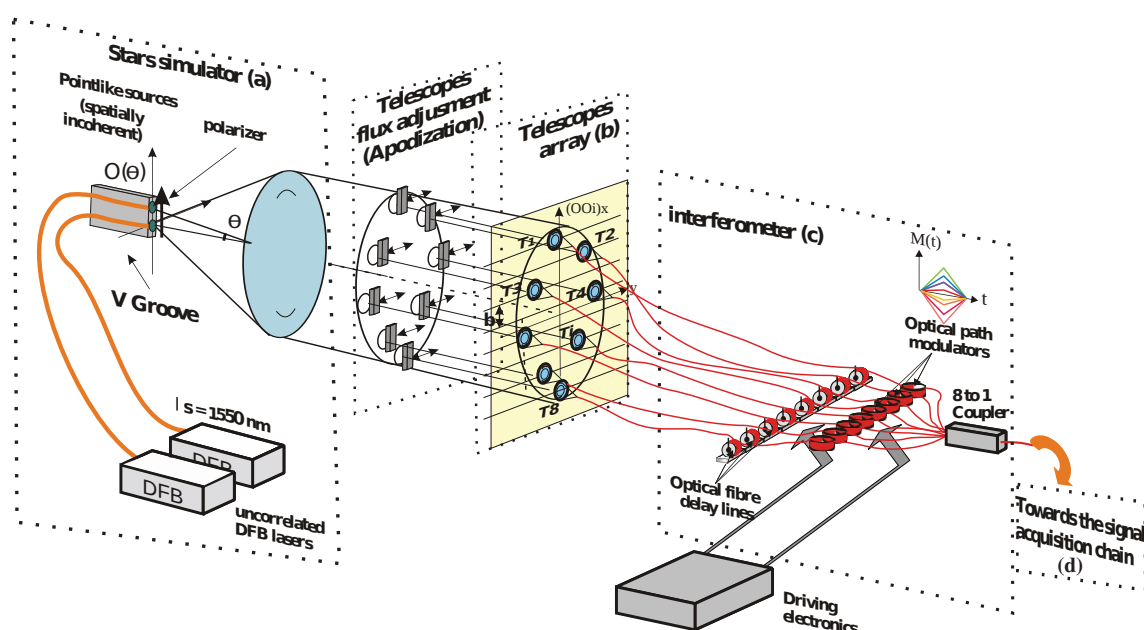 Stars simulator (a)
Pointlike sources
(spatially
incoherent)
polarizer
O(Θ)
Θ
V Groove
l s = 1550 nm
DFB
DFB
uncorrelated
DFB lasers
Telescopes
flux adjusment
(Apodization)
Telescopes
array (b)
(OOi)x
y
T1
T2
T3
T4
b
Ti
T8
interferometer (c)
M(t)
t
Optical path
modulators
8 to 1
Coupler
Optical fibre
delay lines
Driving
electronics
Towards the signal
acquisition chain
(d)